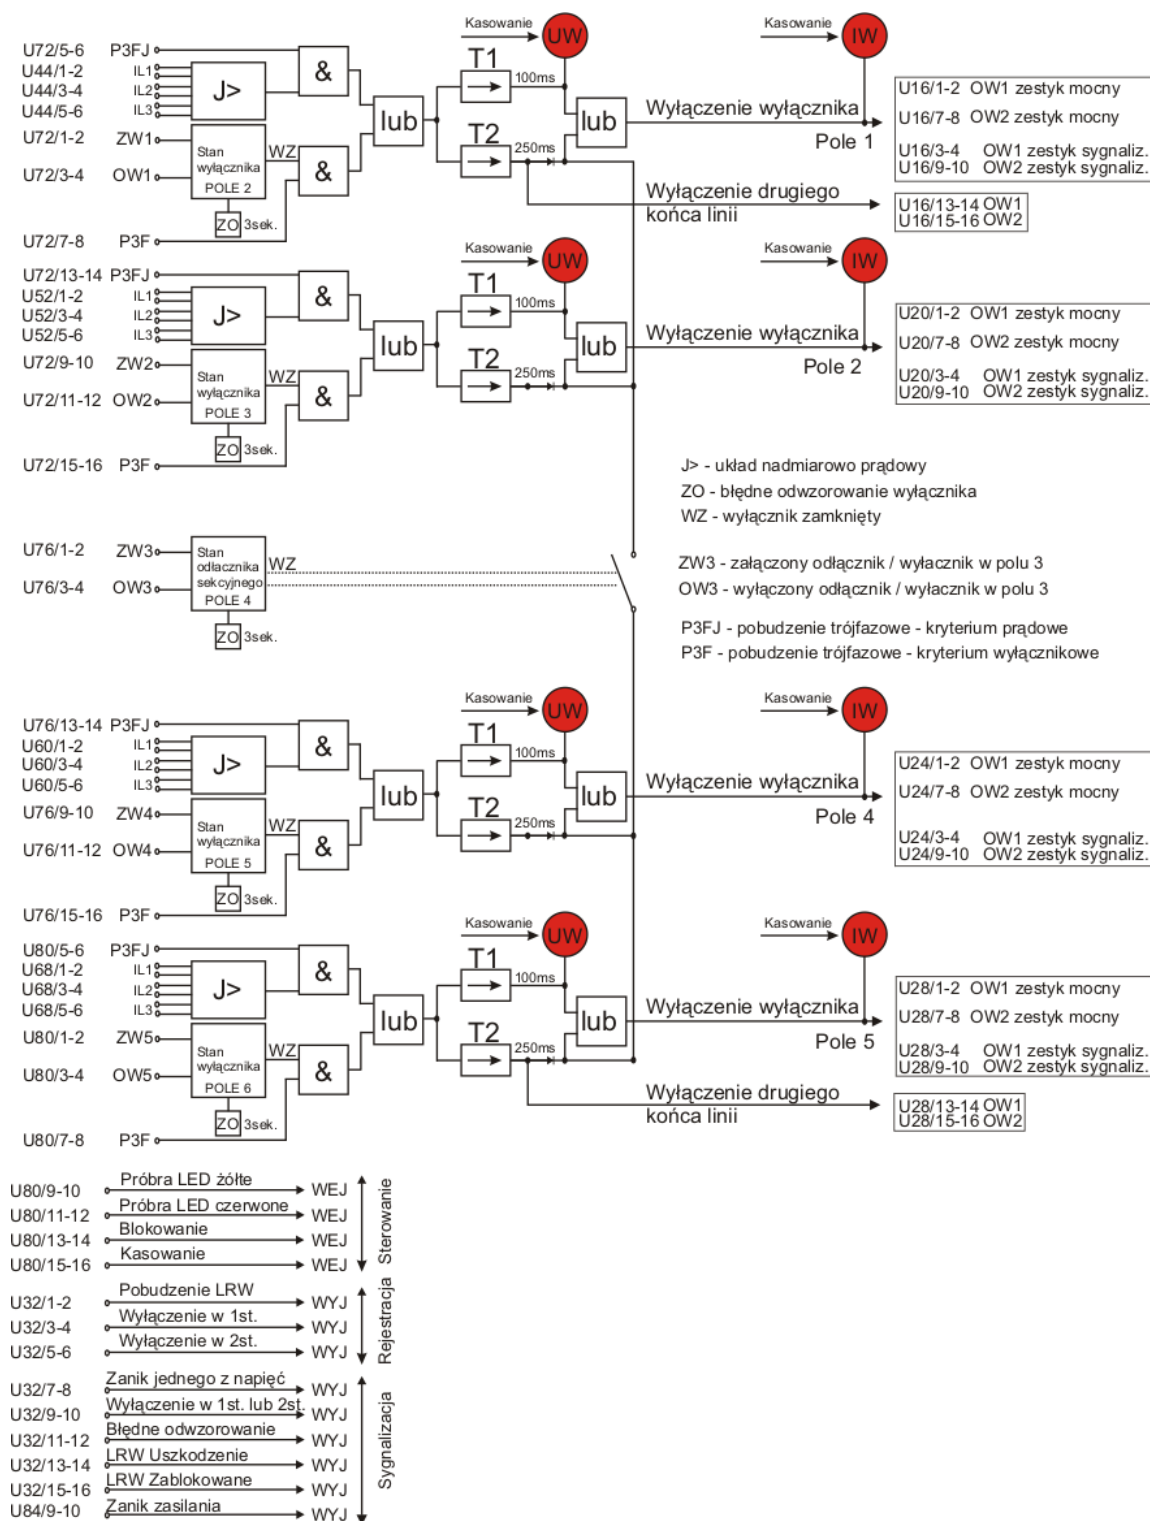 Kasowanie UW Kasowanie IW
U72/5-6 P3FJ & T1 100ms
U44/1-2 IL1
U44/3-4 IL2 J>
U44/5-6 IL3
lub lub Wyłączenie wyłącznika
Pole 1
U16/1-2 OW1 zestyk mocny
U16/7-8 OW2 zestyk mocny
U16/3-4 OW1 zestyk sygnaliz.
U16/9-10 OW2 zestyk sygnaliz.
U72/1-2 ZW1
U72/3-4 OW1
Stan
wyłącznika
POLE 2
WZ & T2 250ms
ZO 3sek.
U72/7-8 P3F
Wyłączenie drugiego
końca linii
U16/13-14 OW1
U16/15-16 OW2
Kasowanie UW Kasowanie IW
U72/13-14 P3FJ & T1 100ms
U52/1-2 IL1
U52/3-4 IL2 J>
U52/5-6 IL3
lub lub Wyłączenie wyłącznika
Pole 2
U20/1-2 OW1 zestyk mocny
U20/7-8 OW2 zestyk mocny
U20/3-4 OW1 zestyk sygnaliz.
U20/9-10 OW2 zestyk sygnaliz.
U72/9-10 ZW2
U72/11-12 OW2
Stan
wyłącznika
POLE 3
WZ & T2 250ms
ZO 3sek.
U72/15-16 P3F
J> - układ nadmiarowo prądowy
ZO - błędne odwzorowanie wyłącznika
WZ - wyłącznik zamknięty
U76/1-2 ZW3
U76/3-4 OW3
Stan
odłacznika
sekcyjnego
POLE 4
WZ
ZO 3sek.
ZW3 - załączony odłącznik / wyłacznik w polu 3
OW3 - wyłączony odłącznik / wyłacznik w polu 3
P3FJ - pobudzenie trójfazowe - kryterium prądowe
P3F - pobudzenie trójfazowe - kryterium wyłącznikowe
Kasowanie UW Kasowanie IW
U76/13-14 P3FJ & T1 100ms
U60/1-2 IL1
U60/3-4 IL2 J>
U60/5-6 IL3
lub lub Wyłączenie wyłącznika
Pole 4
U24/1-2 OW1 zestyk mocny
U24/7-8 OW2 zestyk mocny
U24/3-4 OW1 zestyk sygnaliz.
U24/9-10 OW2 zestyk sygnaliz.
U76/9-10 ZW4
U76/11-12 OW4
Stan
wyłącznika
POLE 5
WZ & T2 250ms
ZO 3sek.
U76/15-16 P3F
Kasowanie UW Kasowanie IW
U80/5-6 P3FJ & T1 100ms
U68/1-2 IL1
U68/3-4 IL2 J>
U68/5-6 IL3
lub lub Wyłączenie wyłącznika
Pole 5
U28/1-2 OW1 zestyk mocny
U28/7-8 OW2 zestyk mocny
U28/3-4 OW1 zestyk sygnaliz.
U28/9-10 OW2 zestyk sygnaliz.
U80/1-2 ZW5
U80/3-4 OW5
Stan
wyłącznika
POLE 6
WZ & T2 250ms
ZO 3sek.
U80/7-8 P3F
Wyłączenie drugiego
końca linii
U28/13-14 OW1
U28/15-16 OW2
U80/9-10 Próbra LED żółte WEJ
U80/11-12 Próbra LED czerwone WEJ
U80/13-14 Blokowanie WEJ
U80/15-16 Kasowanie WEJ
Sterowanie
U32/1-2 Pobudzenie LRW WYJ
U32/3-4 Wyłączenie w 1st. WYJ
U32/5-6 Wyłączenie w 2st. WYJ
Rejestracja
U32/7-8 Zanik jednego z napięć WYJ
U32/9-10 Wyłączenie w 1st. lub 2st. WYJ
U32/11-12 Błędne odwzorowanie WYJ
U32/13-14 LRW Uszkodzenie WYJ
U32/15-16 LRW Zablokowane WYJ
U84/9-10 Zanik zasilania WYJ
Sygnalizacja